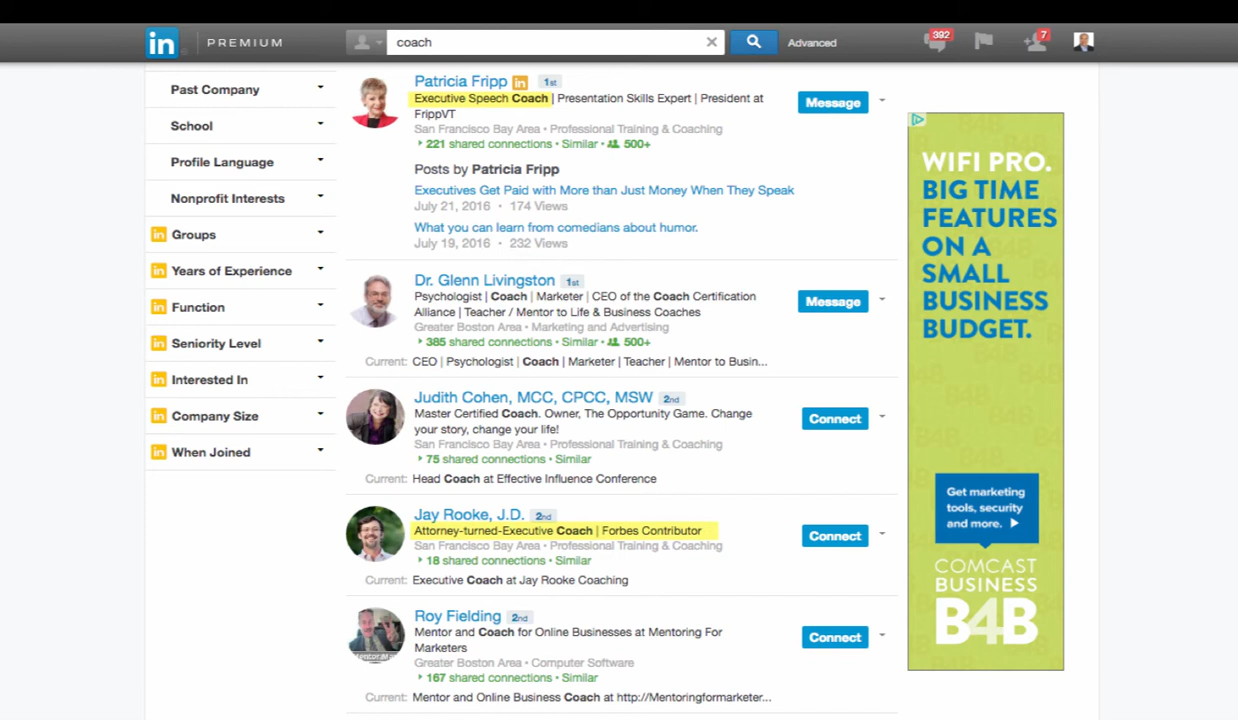 in PREMIUM coach Advanced 392 7
Past Company
School
Profile Language
Nonprofit Interests
in Groups
in Years of Experience
in Function
in Seniority Level
in Interested In
in Company Size
in When Joined
Patricia Fripp in 1st
Executive Speech Coach | Presentation Skills Expert | President at
FrippVT
San Francisco Bay Area • Professional Training & Coaching
221 shared connections • Similar • 500+
Message
Posts by Patricia Fripp
Executives Get Paid with More than Just Money When They Speak
July 21, 2016 • 174 Views
What you can learn from comedians about humor.
July 19, 2016 • 232 Views
Dr. Glenn Livingston 1st
Psychologist | Coach | Marketer | CEO of the Coach Certification
Alliance | Teacher / Mentor to Life & Business Coaches
Greater Boston Area • Marketing and Advertising
385 shared connections • Similar • 500+
Message
Current: CEO | Psychologist | Coach | Marketer | Teacher | Mentor to Busin...
Judith Cohen, MCC, CPCC, MSW 2nd
Master Certified Coach. Owner, The Opportunity Game. Change
your story, change your life!
San Francisco Bay Area • Professional Training & Coaching
75 shared connections • Similar
Connect
Current: Head Coach at Effective Influence Conference
Jay Rooke, J.D. 2nd
Attorney-turned-Executive Coach | Forbes Contributor
San Francisco Bay Area • Professional Training & Coaching
18 shared connections • Similar
Connect
Current: Executive Coach at Jay Rooke Coaching
Roy Fielding 2nd
Mentor and Coach for Online Businesses at Mentoring For
Marketers
Greater Boston Area • Computer Software
167 shared connections • Similar
Connect
Current: Mentor and Online Business Coach at http://Mentoringformarketer...
WIFI PRO.
BIG TIME
FEATURES
ON A
SMALL
BUSINESS
BUDGET.
Get marketing
tools, security
and more.
COMCAST
BUSINESS
B4B